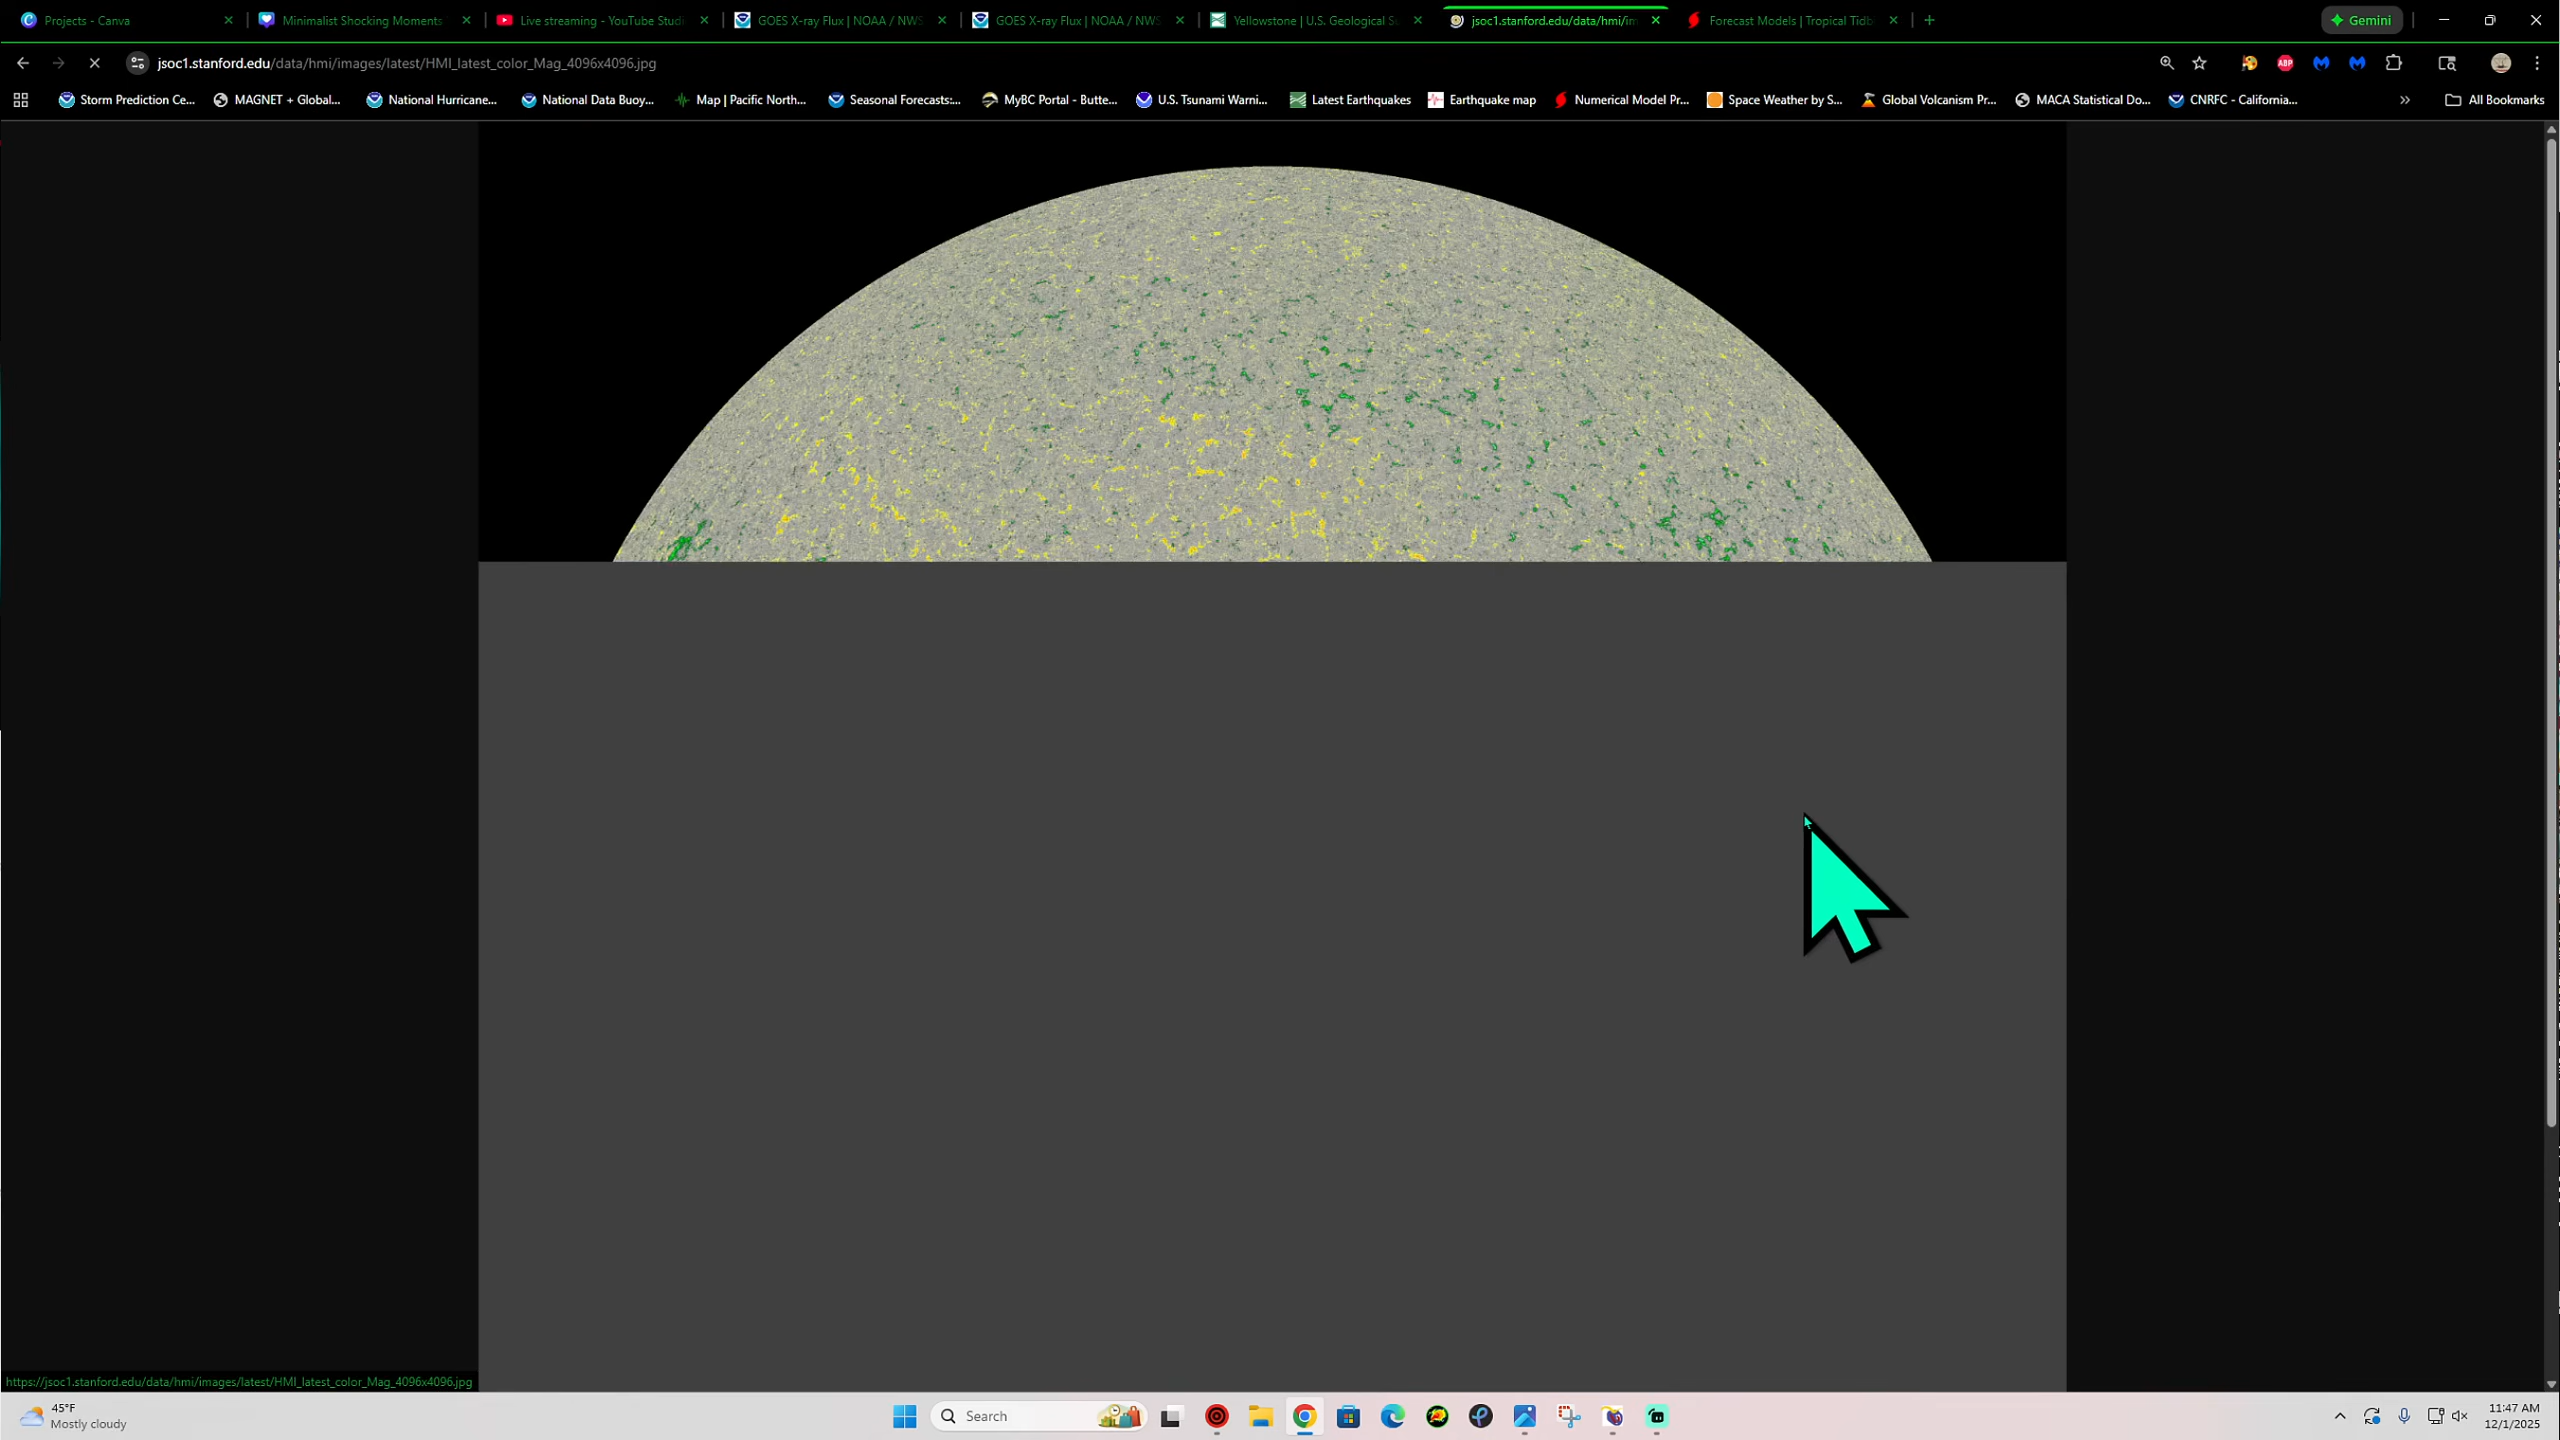 Projects - Canva
Minimalist Shocking Moments
Live streaming - YouTube Studi
GOES X-ray Flux | NOAA / NWS
GOES X-ray Flux | NOAA / NWS
Yellowstone | U.S. Geological Su
jsoc1.stanford.edu/data/hmi/im
Forecast Models | Tropical Tidb
Gemini
jsoc1.stanford.edu/data/hmi/images/latest/HMI_latest_color_Mag_4096x4096.jpg
ABP
Storm Prediction Ce...
MAGNET + Global...
National Hurricane...
National Data Buoy...
Map | Pacific North...
Seasonal Forecasts:...
MyBC Portal - Butte...
U.S. Tsunami Warni...
Latest Earthquakes
Earthquake map
Numerical Model Pr...
Space Weather by S...
Global Volcanism Pr...
MACA Statistical Do...
CNRFC - California...
All Bookmarks
https://jsoc1.stanford.edu/data/hmi/images/latest/HMI_latest_color_Mag_4096x4096.jpg
45°F
Mostly cloudy
Search
11:47 AM
12/1/2025